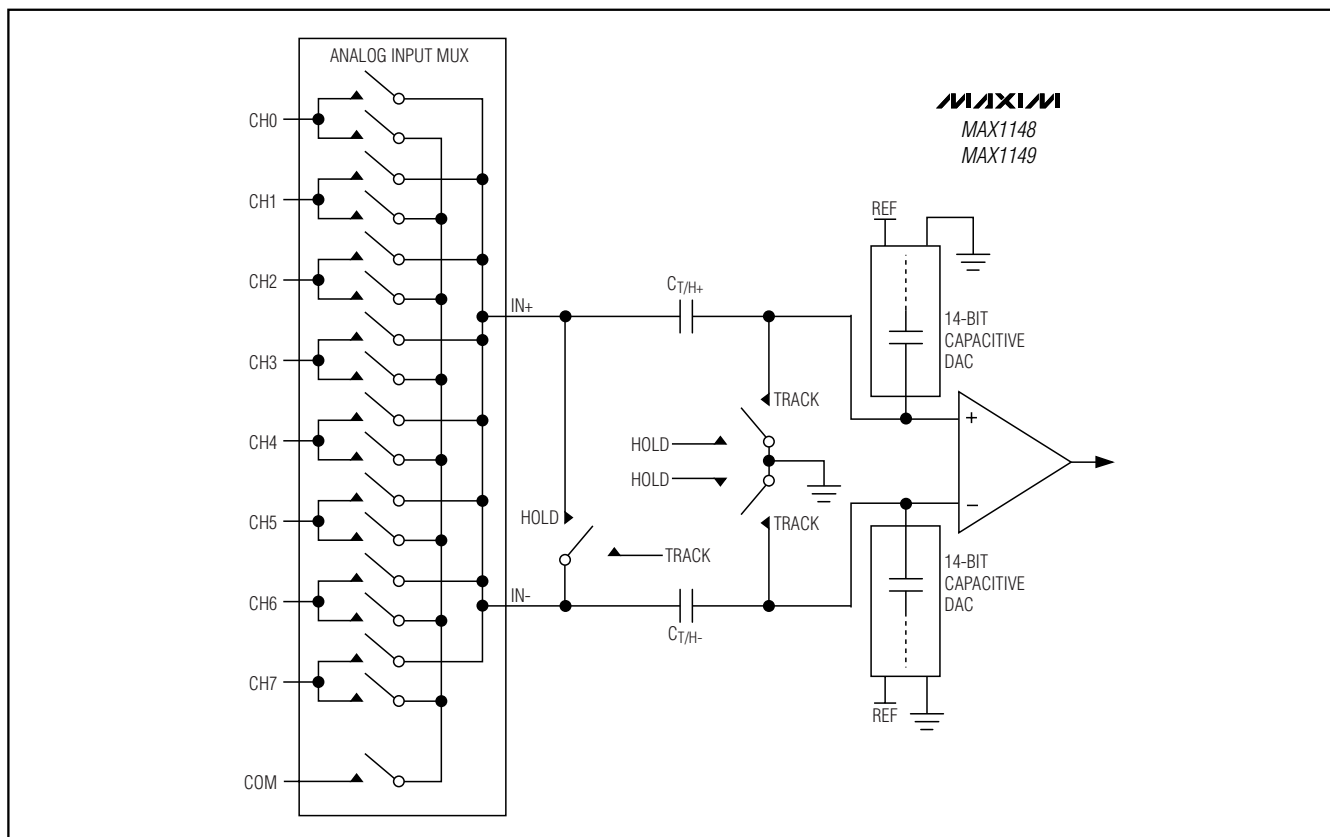 ANALOG INPUT MUX
MAXIM
MAX1148
MAX1149
CH0
CH1
CH2
CH3
CH4
CH5
CH6
CH7
COM
IN+
IN-
CT/H+
CT/H-
HOLD
TRACK
TRACK
HOLD
HOLD
TRACK
REF
14-BIT
CAPACITIVE
DAC
+
−
14-BIT
CAPACITIVE
DAC
REF